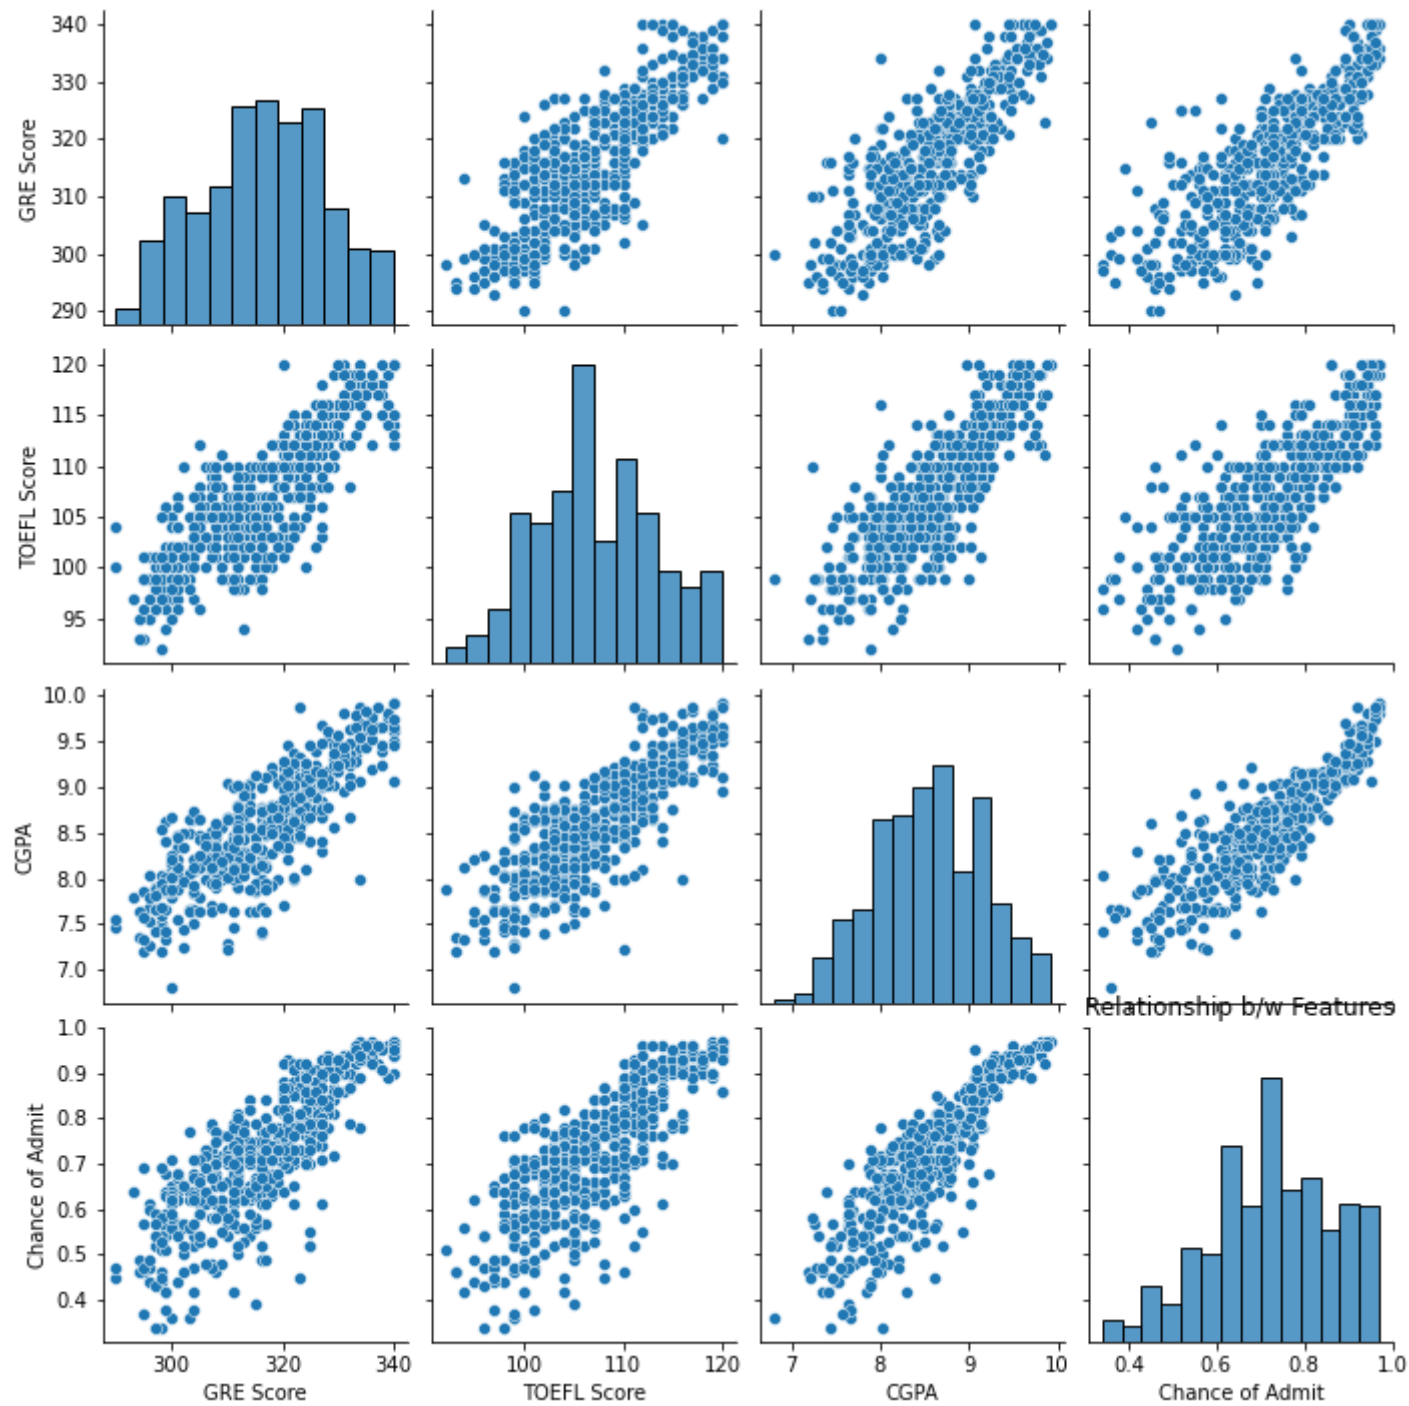 340
330
320
310
300
290
GRE Score
120
115
110
105
100
95
TOEFL Score
10.0
9.5
9.0
8.5
8.0
7.5
7.0
CGPA
Relationship b/w Features
1.0
0.9
0.8
0.7
0.6
0.5
0.4
Chance of Admit
300 320 340
GRE Score
100 110 120
TOEFL Score
7 8 9 10
CGPA
0.4 0.6 0.8 1.0
Chance of Admit